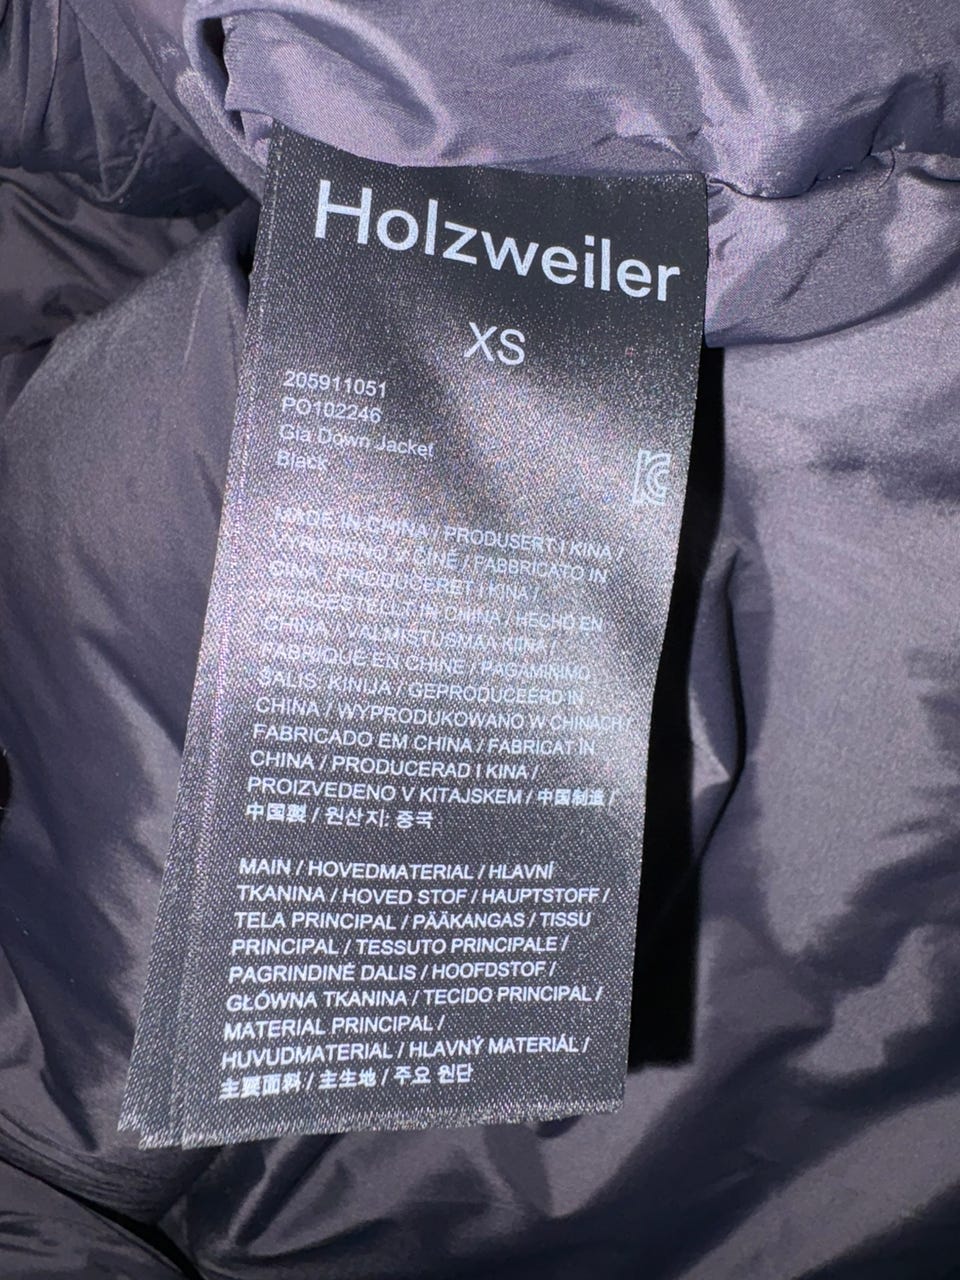 Holzweiler
XS
205911051
PO102246
Gia Down Jacket
Black
MADE IN CHINA / PRODUSERT I KINA /
ČÍNĚ / FABBRICATO IN
CINA / PRODUCERET I KINA /
HERGESTELLT IN CHINA / HECHO EN
CHINA / VALMISTUSMAA KIINA /
FABRIQUÉ EN CHINE / PAGAMINIMO
ŠALIS: KINIJA / GEPRODUCEERD IN
CHINA / WYPRODUKOWANO W CHINACH /
FABRICADO EM CHINA / FABRICAT IN
CHINA / PRODUCERAD I KINA /
PROIZVEDENO V KITAJSKEM / 中国制造 /
中国製 / 원산지: 중국
MAIN / HOVEDMATERIAL / HLAVNÍ
TKANINA / HOVED STOF / HAUPTSTOFF /
TELA PRINCIPAL / PÄÄKANGAS / TISSU
PRINCIPAL / TESSUTO PRINCIPALE /
PAGRINDINĖ DALIS / HOOFDSTOF /
GŁÓWNA TKANINA / TECIDO PRINCIPAL /
MATERIAL PRINCIPAL /
HUVUDMATERIAL / HLAVNÝ MATERIÁL /
主要面料 / 主生地 / 주요 원단